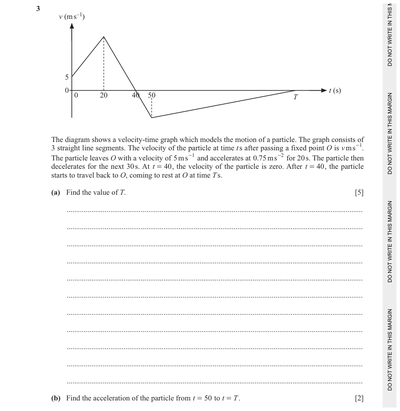 3
v (m s⁻¹)
5
0
0 20 40 50 T t (s)
The diagram shows a velocity-time graph which models the motion of a particle. The graph consists of
3 straight line segments. The velocity of the particle at time t s after passing a fixed point O is v m s⁻¹.
The particle leaves O with a velocity of 5 m s⁻¹ and accelerates at 0.75 m s⁻² for 20 s. The particle then
decelerates for the next 30 s. At t = 40, the velocity of the particle is zero. After t = 40, the particle
starts to travel back to O, coming to rest at O at time T s.
(a) Find the value of T. [5]
(b) Find the acceleration of the particle from t = 50 to t = T. [2]
DO NOT WRITE IN THIS M
DO NOT WRITE IN THIS MARGIN
DO NOT WRITE IN THIS MARGIN
DO NOT WRITE IN THIS MARGIN